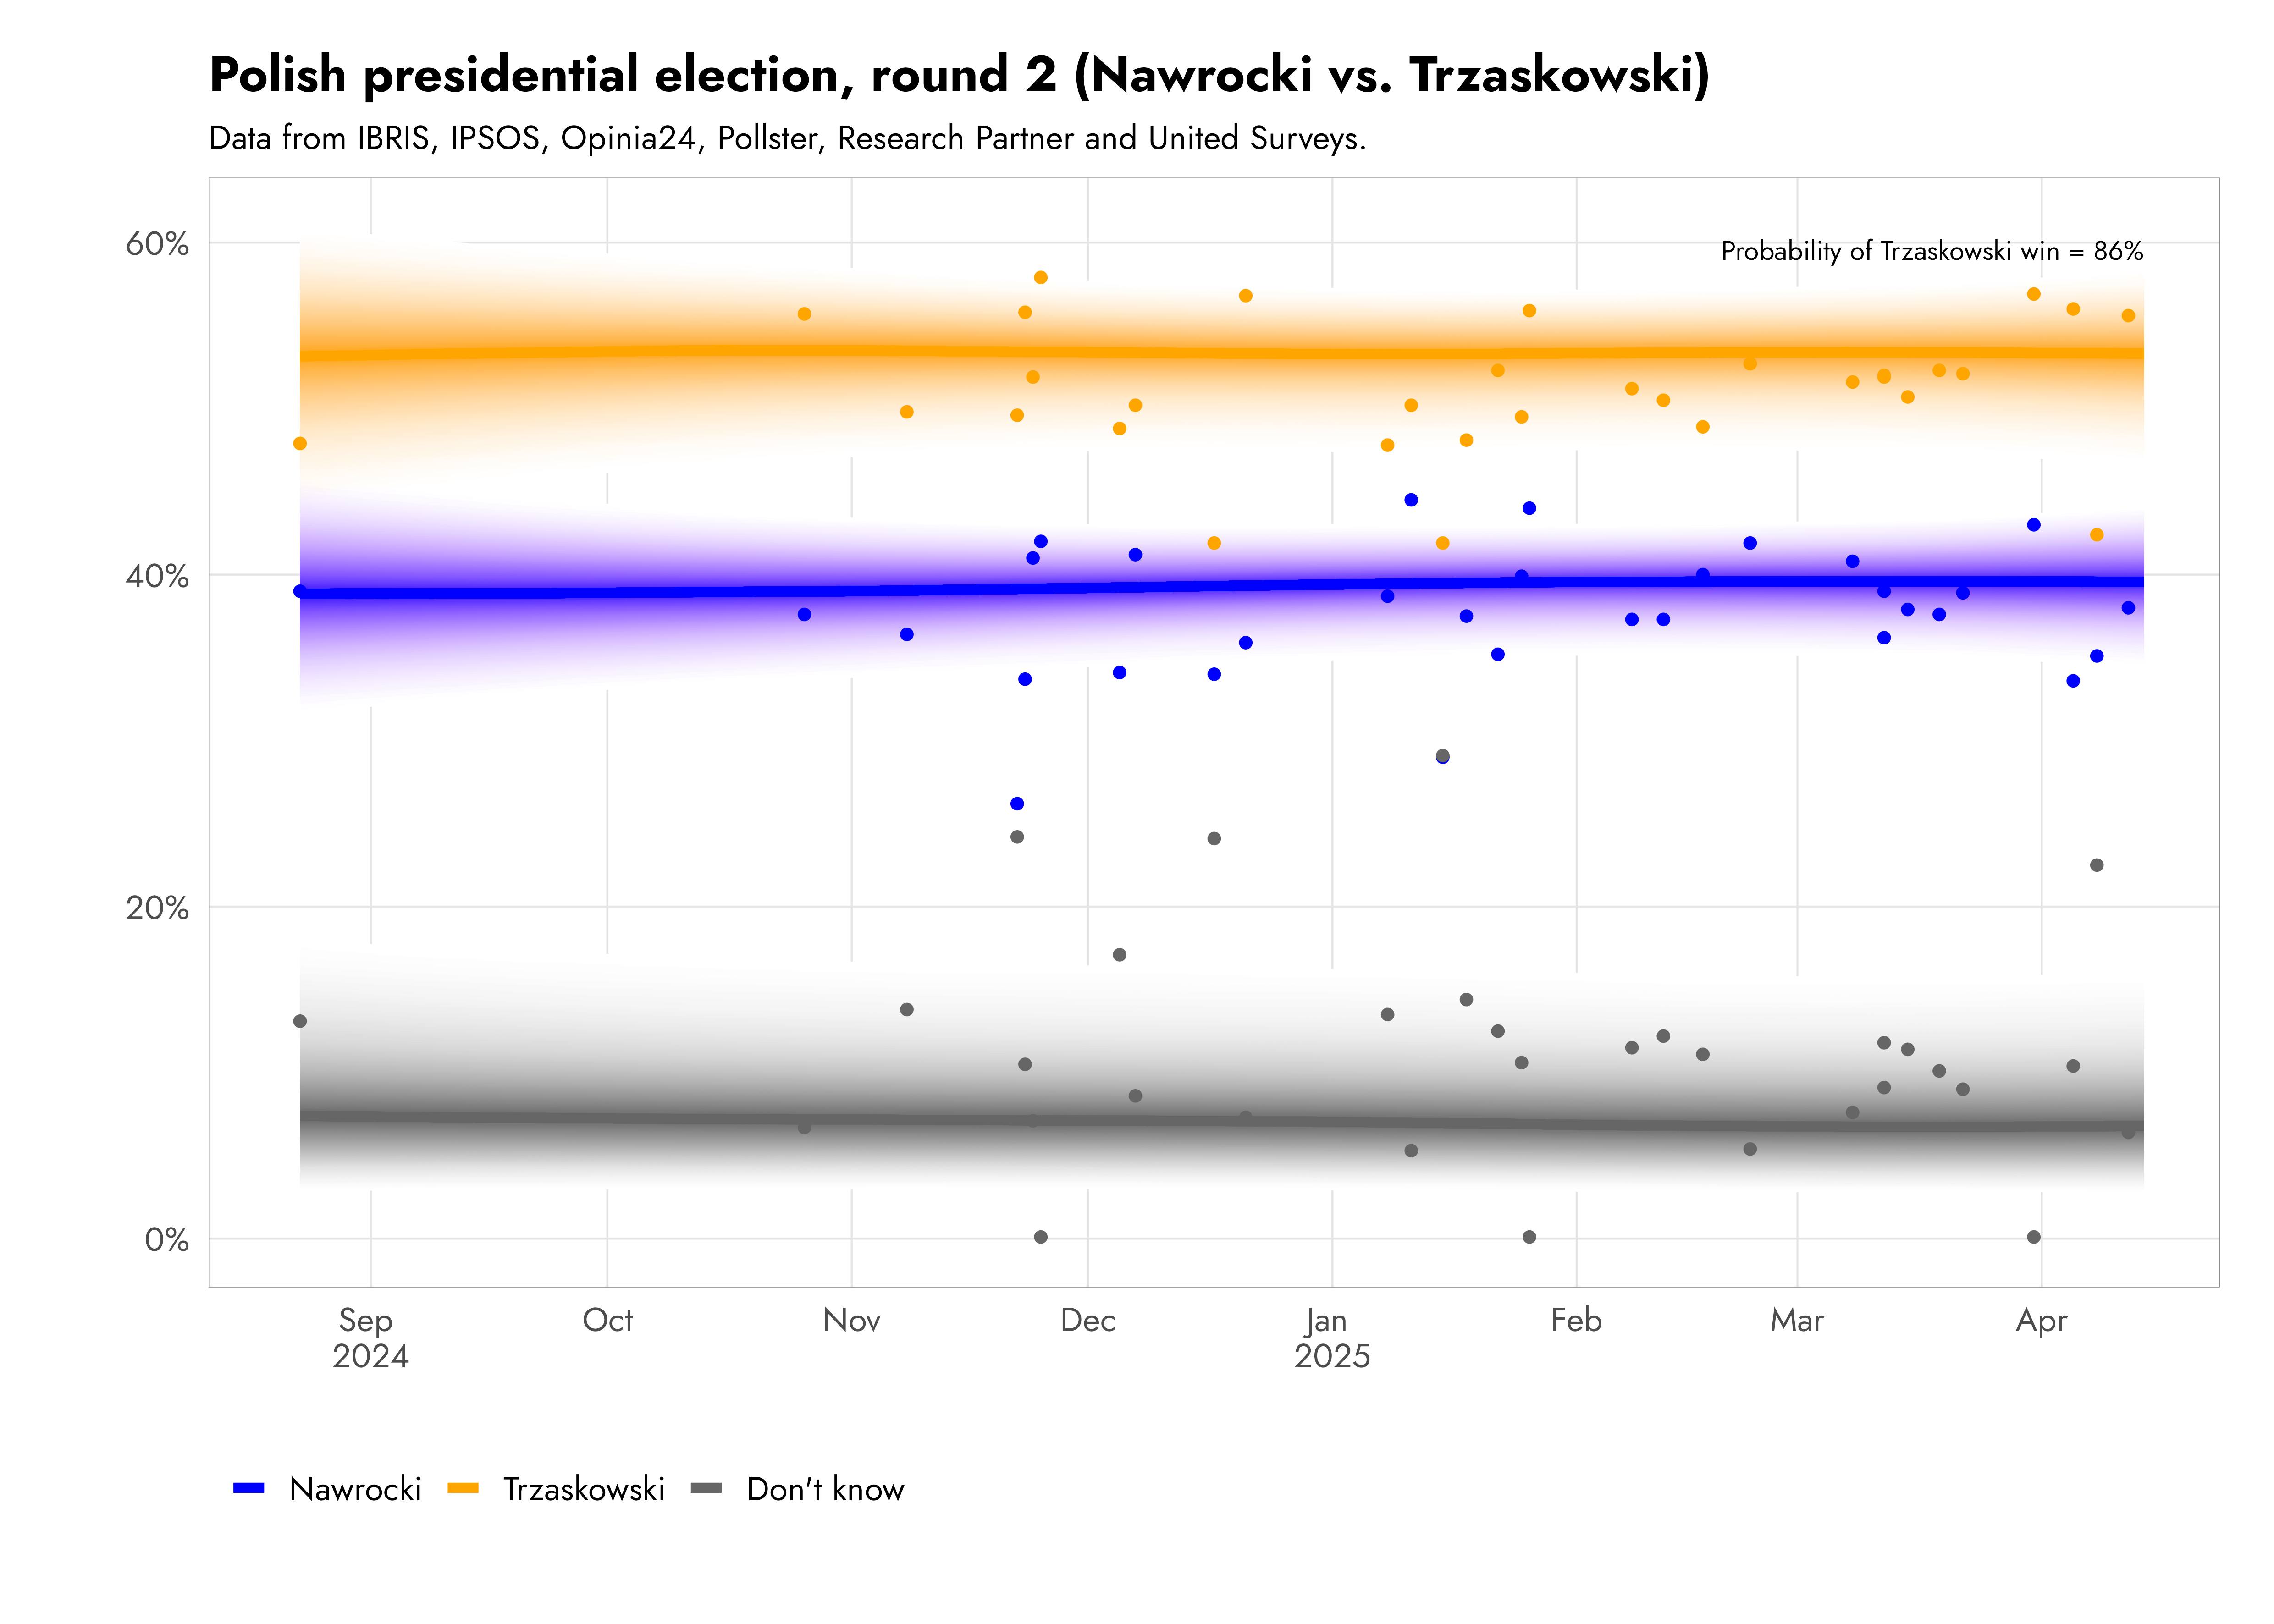 Polish presidential election, round 2 (Nawrocki vs. Trzaskowski)
Data from IBRIS, IPSOS, Opinia24, Pollster, Research Partner and United Surveys.
60%
Probability of Trzaskowski win = 86%
40%
20%
0%
Sep Oct Nov Dec Jan Feb Mar Apr
2024 2025
Nawrocki Trzaskowski Don't know